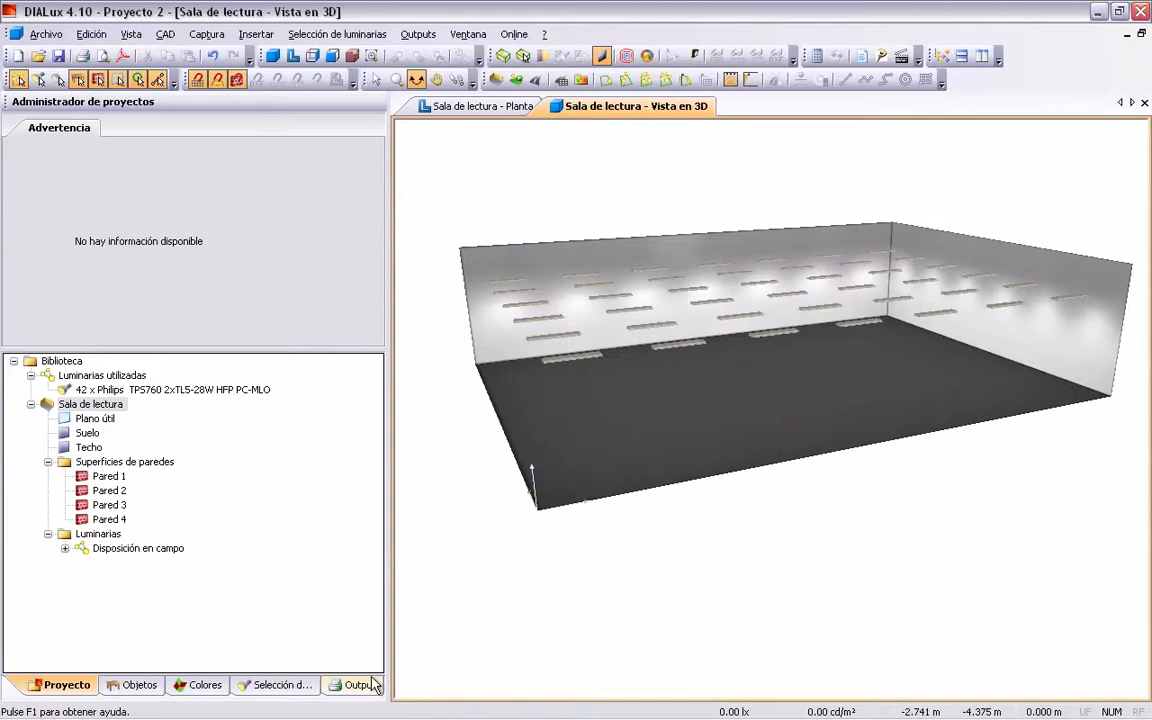 DIALux 4.10 - Proyecto 2 - [Sala de lectura - Vista en 3D]
Archivo Edición Vista CAD Captura Insertar Selección de luminarias Outputs Ventana Online ?
Administrador de proyectos
Sala de lectura - Planta Sala de lectura - Vista en 3D
Advertencia
No hay información disponible
Biblioteca
Luminarias utilizadas
42 x Philips TPS760 2xTL5-28W HFP PC-MLO
Sala de lectura
Plano útil
Suelo
Techo
Superficies de paredes
Pared 1
Pared 2
Pared 3
Pared 4
Luminarias
Disposición en campo
Proyecto Objetos Colores Selección d...
Pulse F1 para obtener ayuda. 0.00 lx 0.00 cd/m² -2.741 m -4.375 m 0.000 m UF NUM RF